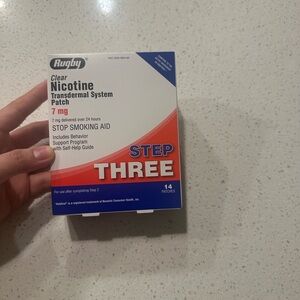 Rugby
Clear
Nicotine
Transdermal System
Patch
7 mg
7 mg delivered over 24 hours
STOP SMOKING AID
Includes Behavior
Support Program
with Self-Help Guide
STEP
THREE
For use after completing Step 2
14
PATCHES